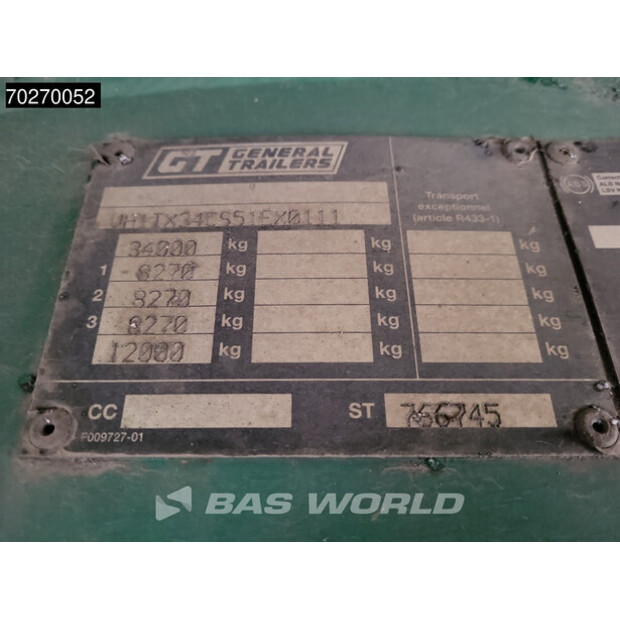 70270052
GT GENERAL TRAILERS
Transport
exceptionnel
(article R433-1)
34000 kg kg kg
1 8270 kg kg kg
2 8270 kg kg kg
3 8270 kg kg kg
12000 kg kg kg
CC ST 766745
F009727-01
BAS WORLD